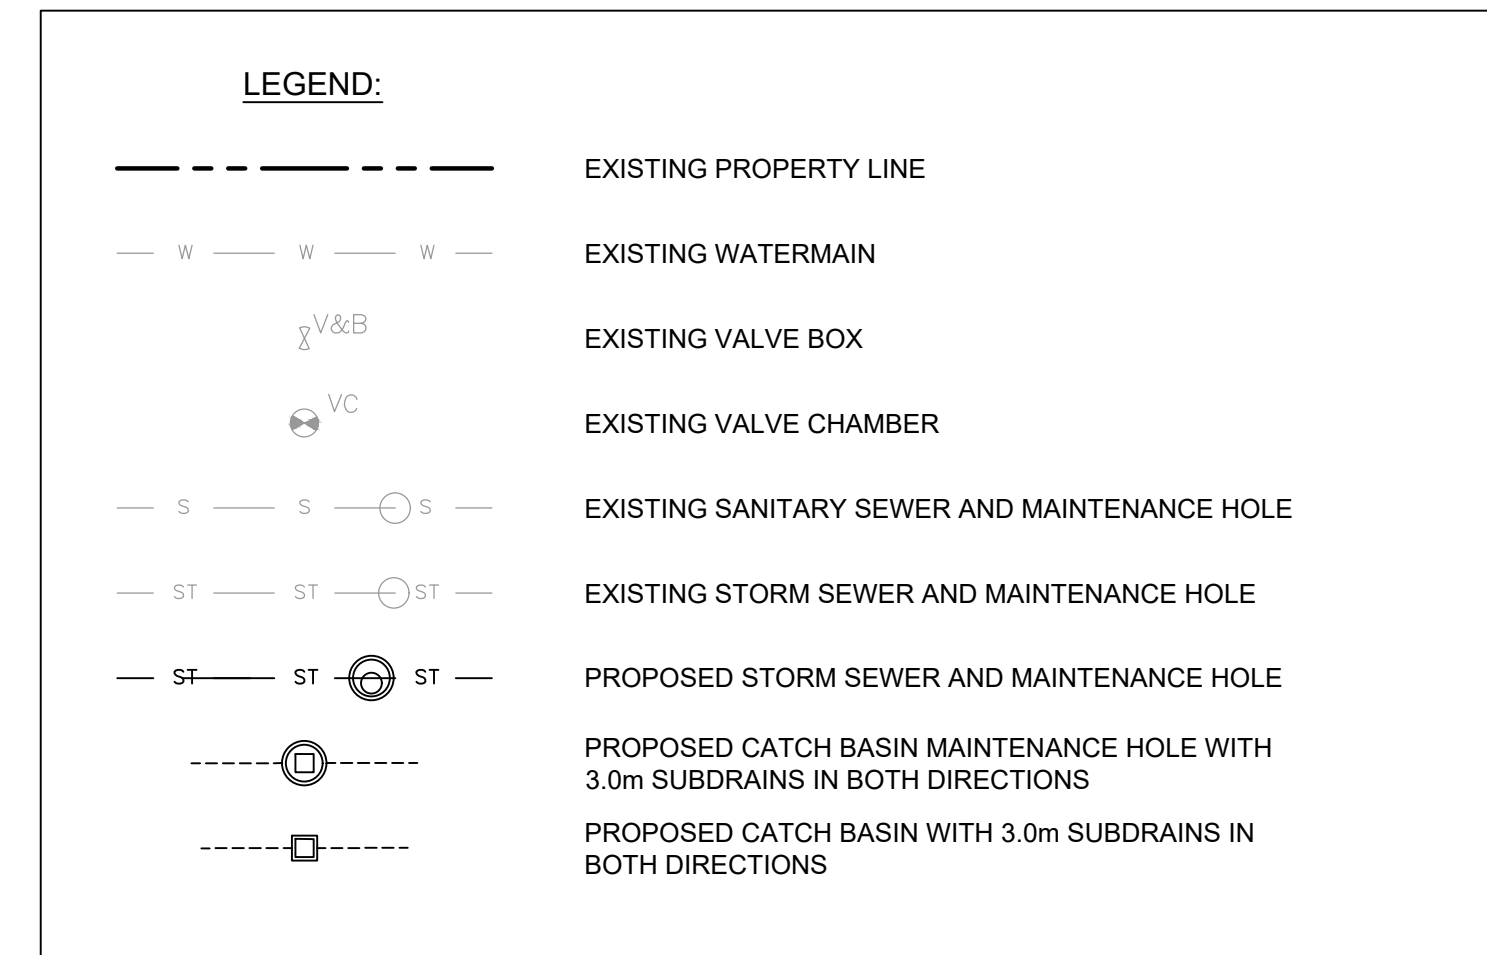 LEGEND:
EXISTING PROPERTY LINE
W W W EXISTING WATERMAIN
V&B EXISTING VALVE BOX
VC EXISTING VALVE CHAMBER
S S S EXISTING SANITARY SEWER AND MAINTENANCE HOLE
ST ST ST EXISTING STORM SEWER AND MAINTENANCE HOLE
ST ST ST PROPOSED STORM SEWER AND MAINTENANCE HOLE
PROPOSED CATCH BASIN MAINTENANCE HOLE WITH
3.0m SUBDRAINS IN BOTH DIRECTIONS
PROPOSED CATCH BASIN WITH 3.0m SUBDRAINS IN
BOTH DIRECTIONS